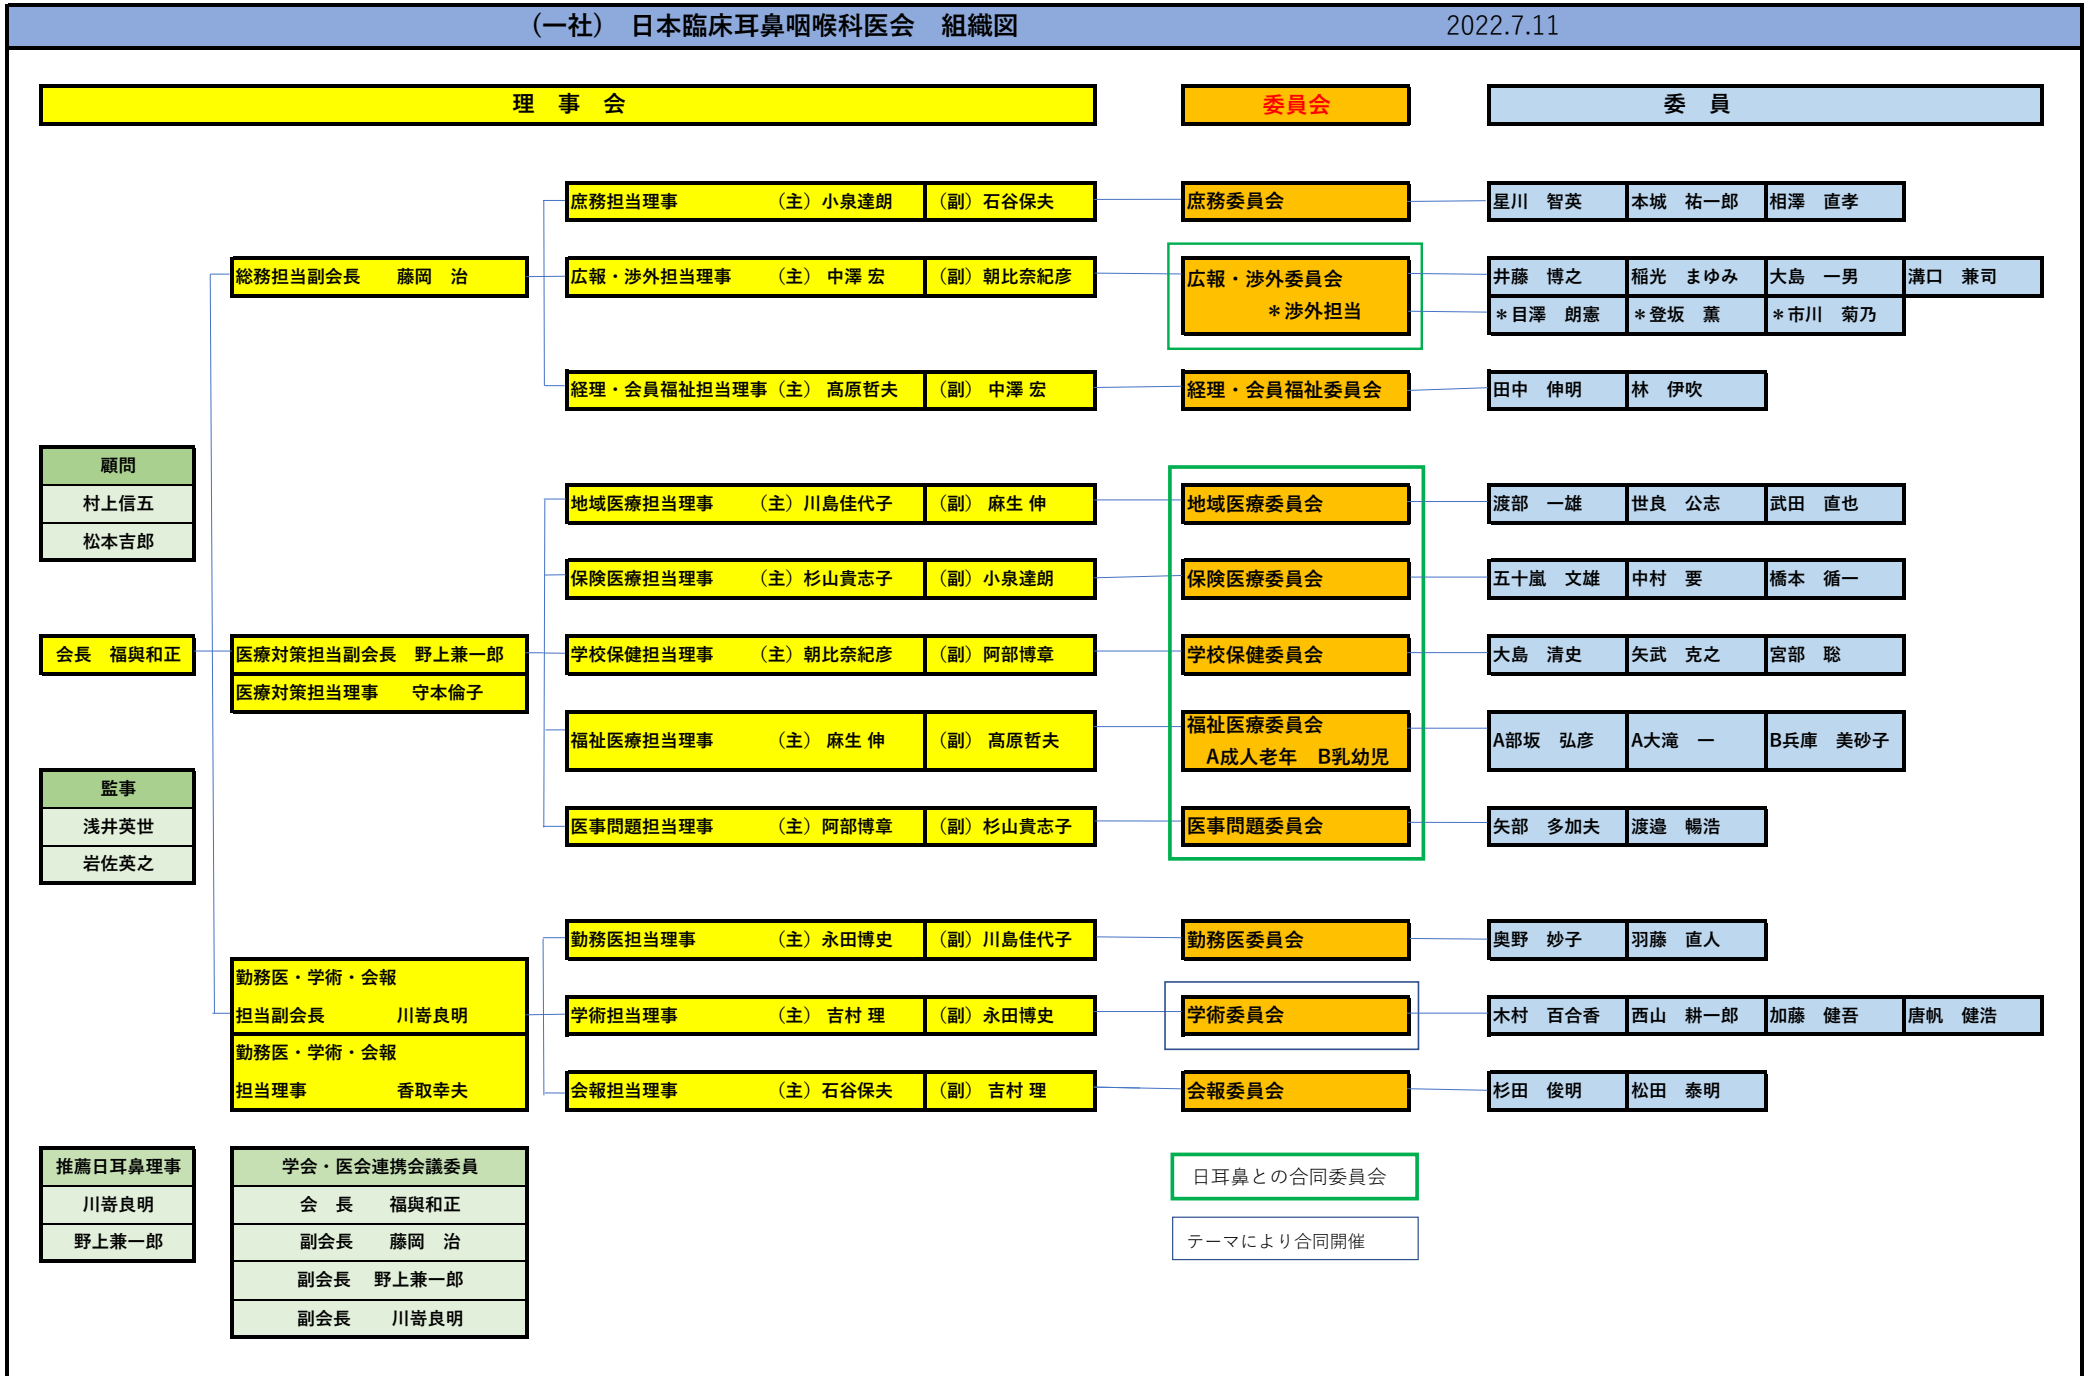 （一社）　日本臨床耳鼻咽喉科医会　組織図　2022.7.11
理　事　会
委員会
委　員
庶務担当理事　（主）小泉達朗　（副）石谷保夫　庶務委員会　星川　智英　本城　祐一郎　相澤　直孝
総務担当副会長　藤岡　治　広報・渉外担当理事　（主） 中澤 宏　（副）朝比奈紀彦　広報・渉外委員会　井藤　博之　稲光　まゆみ　大島　一男　溝口　兼司
＊渉外担当　＊目澤　朗憲　＊登坂　薫　＊市川　菊乃
経理・会員福祉担当理事（主） 髙原哲夫　（副） 中澤 宏　経理・会員福祉委員会　田中　伸明　林　伊吹
顧問
村上信五
松本吉郎
地域医療担当理事　（主）川島佳代子　（副） 麻生 伸　地域医療委員会　渡部　一雄　世良　公志　武田　直也
保険医療担当理事　（主）杉山貴志子　（副）小泉達朗　保険医療委員会　五十嵐　文雄　中村　要　橋本　循一
会長　福與和正　医療対策担当副会長　野上兼一郎　学校保健担当理事　（主）朝比奈紀彦　（副）阿部博章　学校保健委員会　大島　清史　矢武　克之　宮部　聡
医療対策担当理事　守本倫子
福祉医療担当理事　（主） 麻生 伸　（副） 髙原哲夫　福祉医療委員会
A成人老年　B乳幼児　A部坂　弘彦　A大滝　一　B兵庫　美砂子
監事
浅井英世
岩佐英之
医事問題担当理事　（主）阿部博章　（副）杉山貴志子　医事問題委員会　矢部　多加夫　渡邉　暢浩
勤務医担当理事　（主）永田博史　（副）川島佳代子　勤務医委員会　奥野　妙子　羽藤　直人
勤務医・学術・会報
担当副会長　川嵜良明　学術担当理事　（主） 吉村 理　（副）永田博史　学術委員会　木村　百合香　西山　耕一郎　加藤　健吾　唐帆　健浩
勤務医・学術・会報
担当理事　香取幸夫　会報担当理事　（主）石谷保夫　（副） 吉村 理　会報委員会　杉田　俊明　松田　泰明
推薦日耳鼻理事
川嵜良明
野上兼一郎
学会・医会連携会議委員
会　長　福與和正
副会長　藤岡　治
副会長　野上兼一郎
副会長　川嵜良明
日耳鼻との合同委員会
テーマにより合同開催